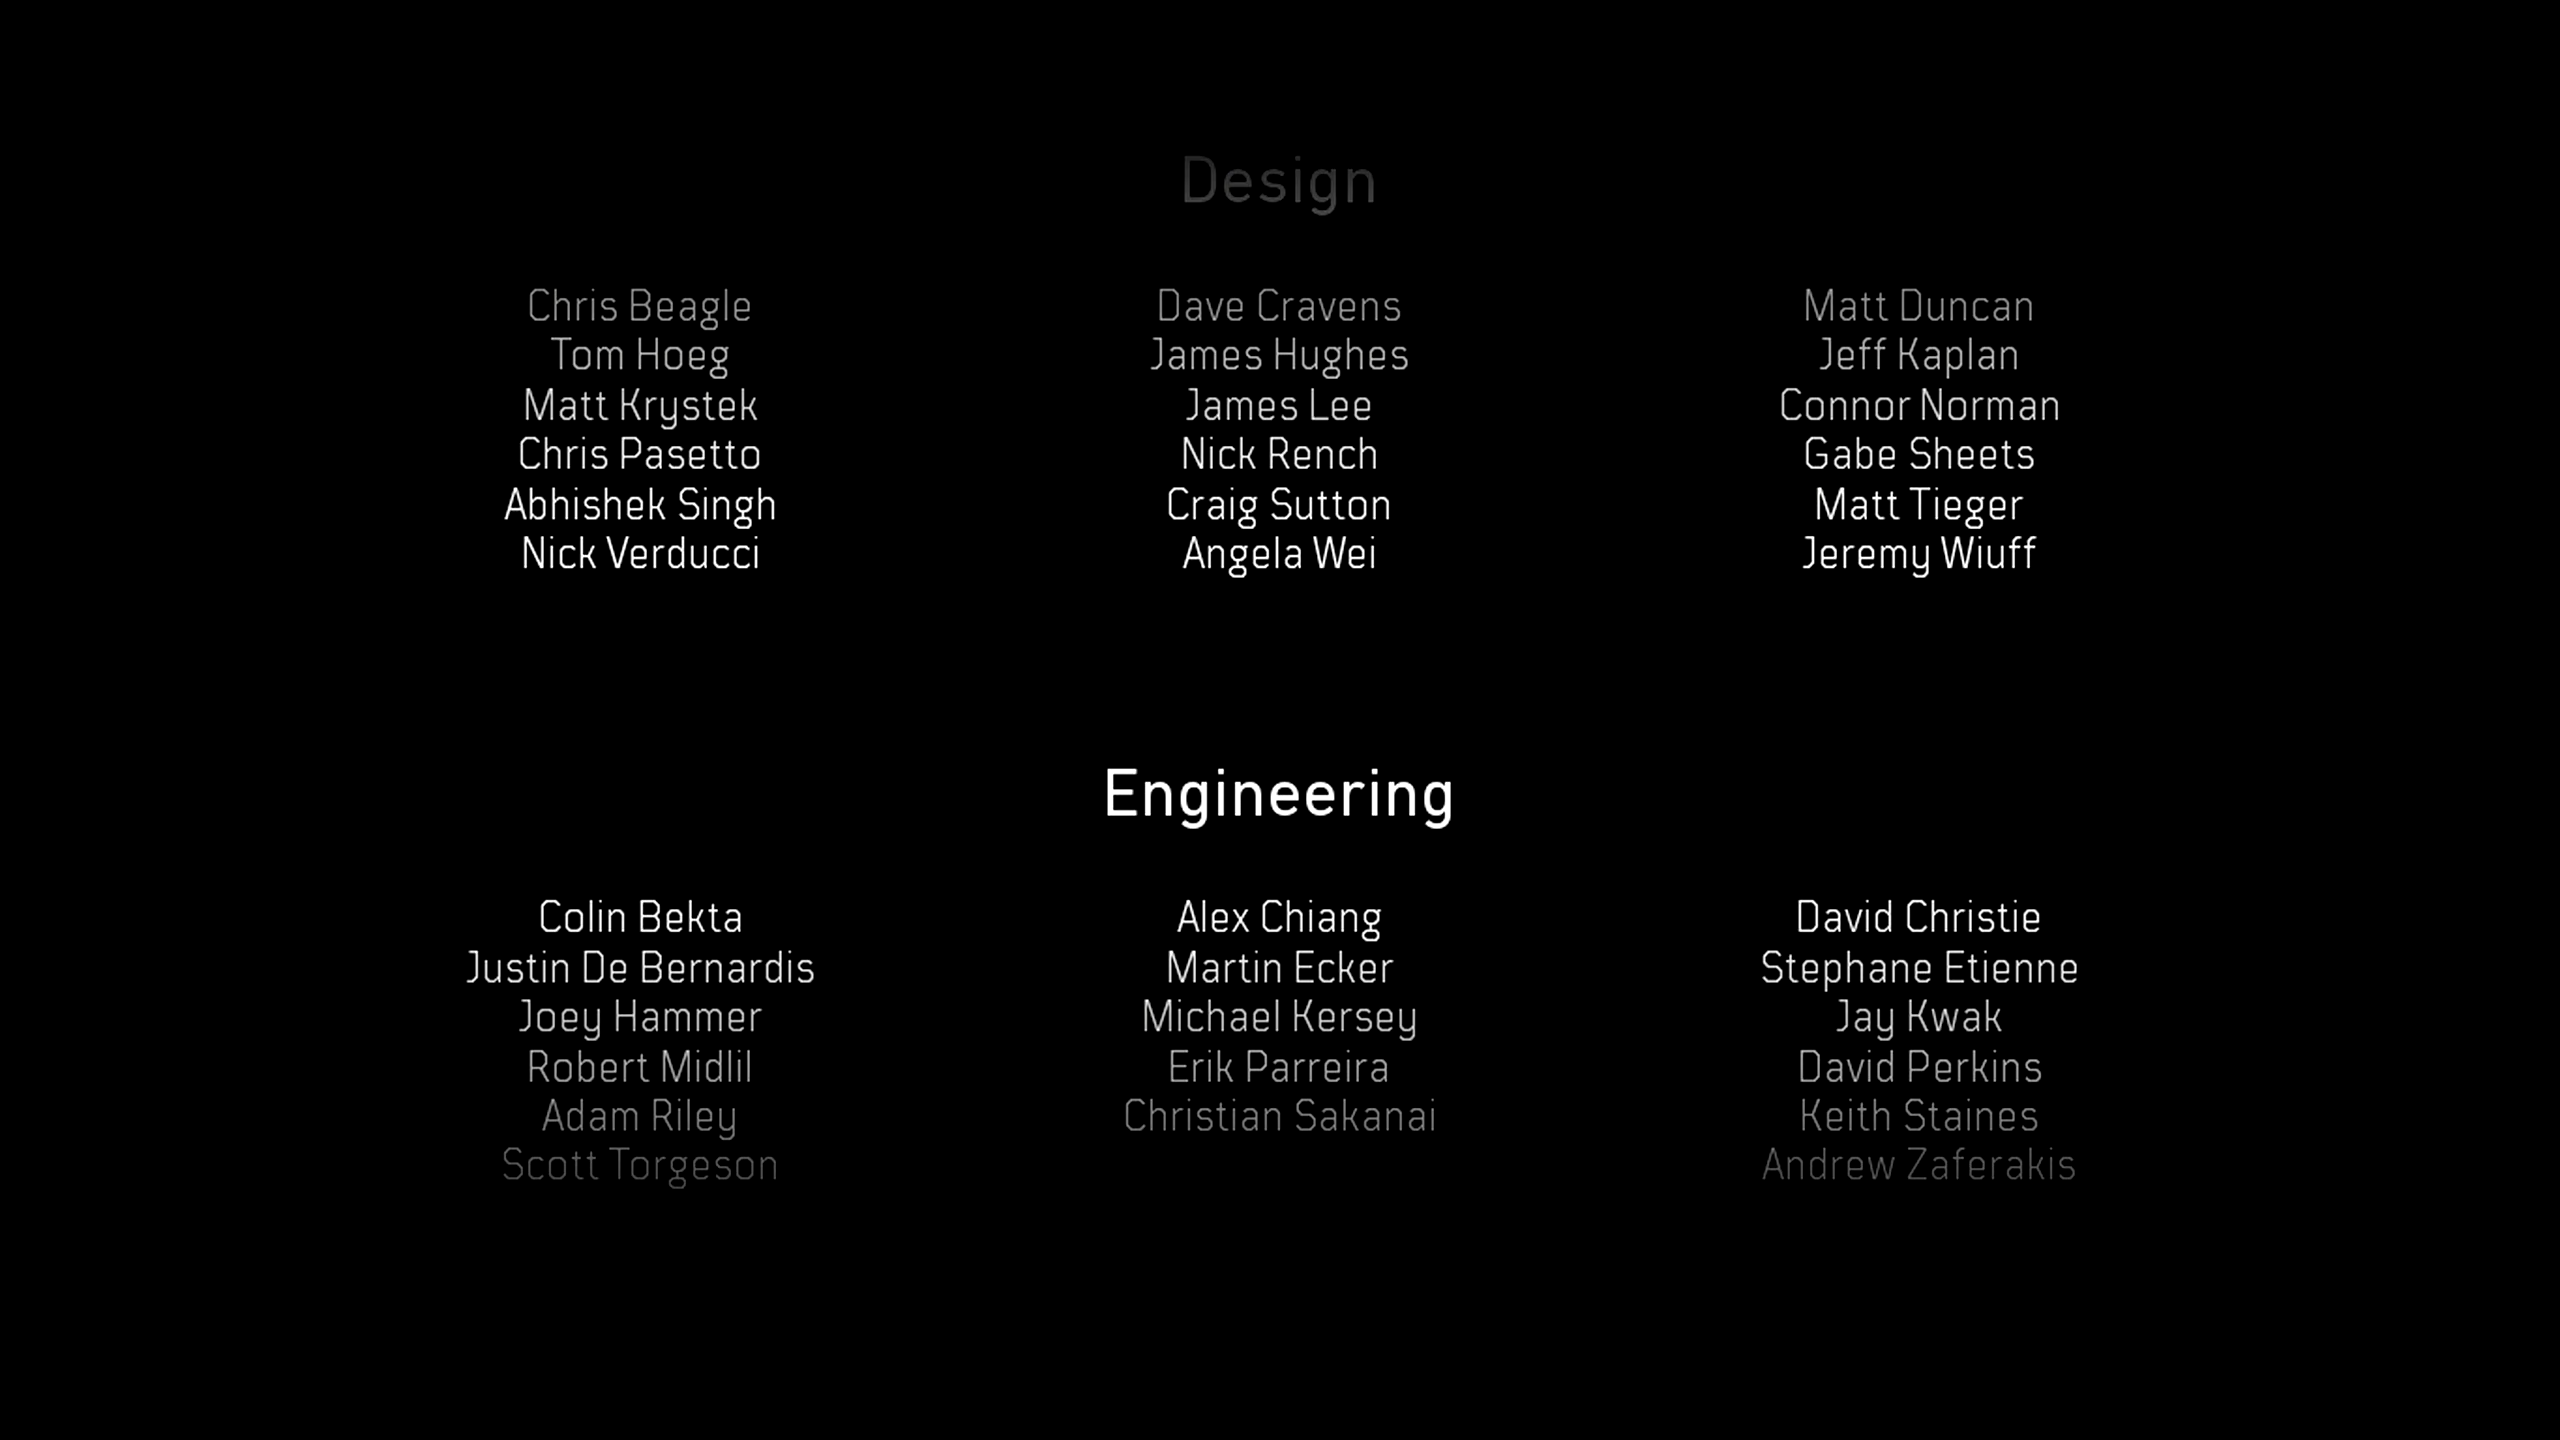 Design
Chris Beagle Dave Cravens Matt Duncan
Tom Hoeg James Hughes Jeff Kaplan
Matt Krystek James Lee Connor Norman
Chris Pasetto Nick Rench Gabe Sheets
Abhishek Singh Craig Sutton Matt Tieger
Nick Verducci Angela Wei Jeremy Wiuff
Engineering
Colin Bekta Alex Chiang David Christie
Justin De Bernardis Martin Ecker Stephane Etienne
Joey Hammer Michael Kersey Jay Kwak
Robert Midlil Erik Parreira David Perkins
Adam Riley Christian Sakanai Keith Staines
Scott Torgeson Andrew Zaferakis